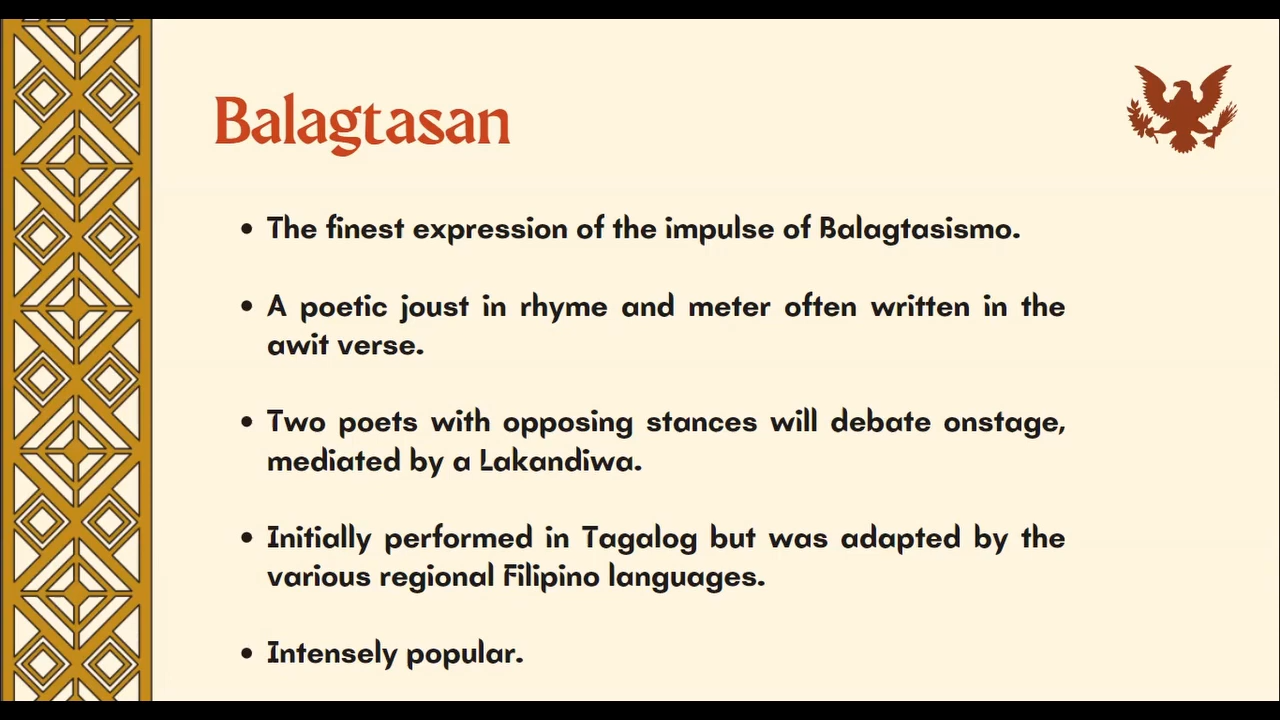 Balagtasan
• The finest expression of the impulse of Balagtasismo.
• A poetic joust in rhyme and meter often written in the
awit verse.
• Two poets with opposing stances will debate onstage,
mediated by a Lakandiwa.
• Initially performed in Tagalog but was adapted by the
various regional Filipino languages.
• Intensely popular.